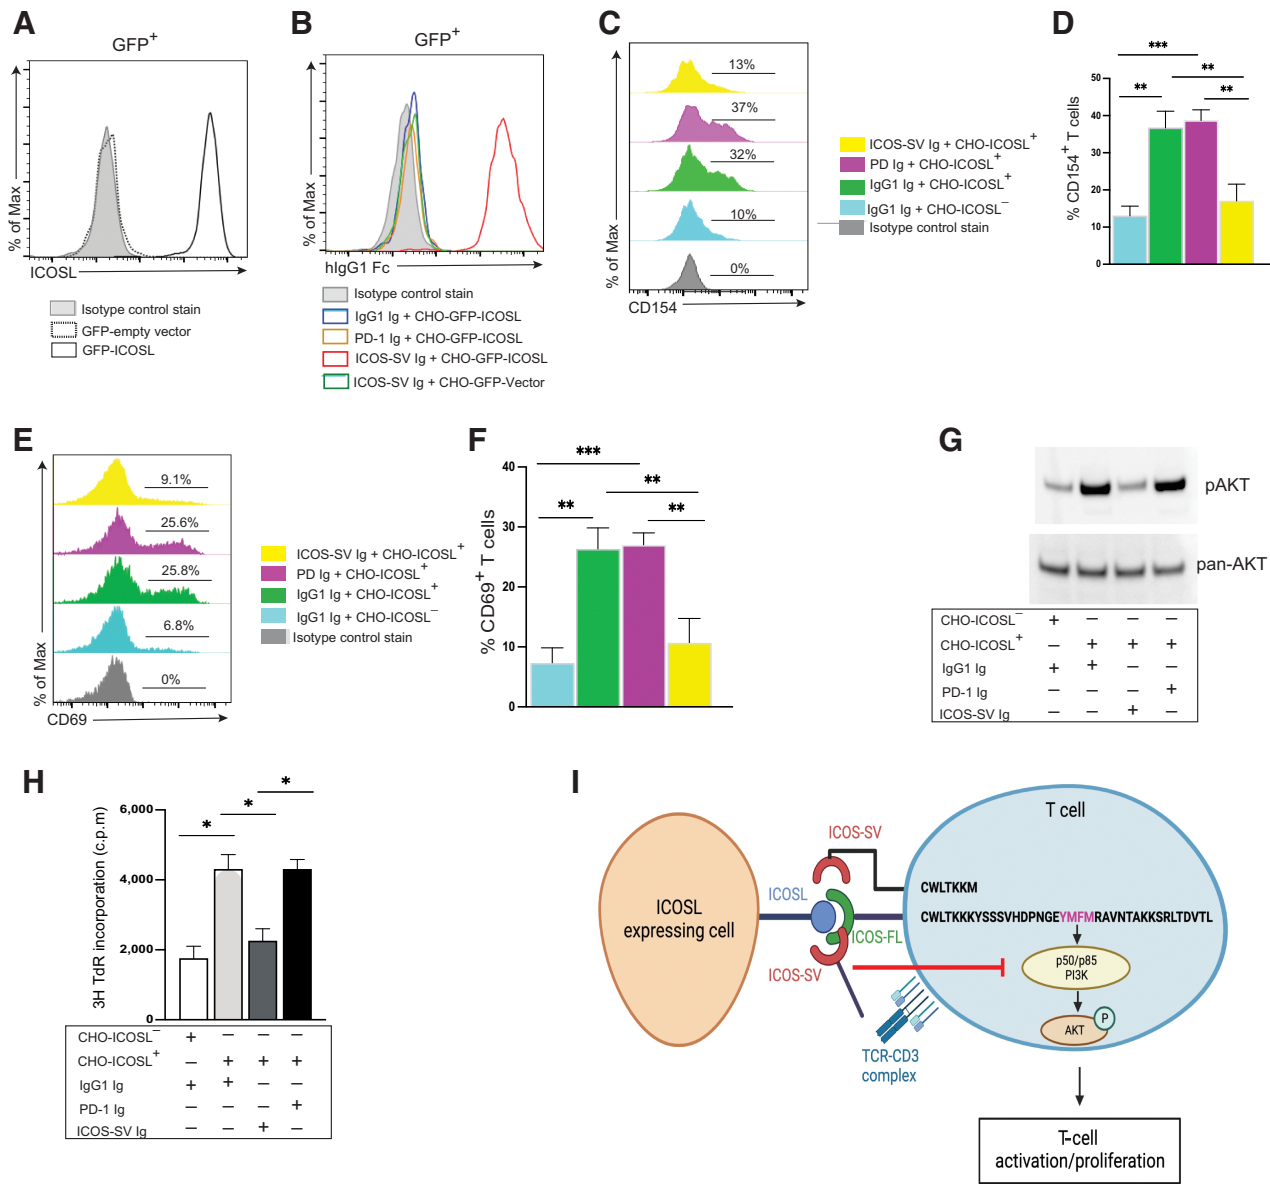 A
GFP+
% of Max
ICOSL
Isotype control stain
GFP-empty vector
GFP-ICOSL
B
GFP+
% of Max
hIgG1 Fc
Isotype control stain
IgG1 Ig + CHO-GFP-ICOSL
PD-1 Ig + CHO-GFP-ICOSL
ICOS-SV Ig + CHO-GFP-ICOSL
ICOS-SV Ig + CHO-GFP-Vector
C
13%
37%
32%
10%
0%
% of Max
CD154
ICOS-SV Ig + CHO-ICOSL+
PD Ig + CHO-ICOSL+
IgG1 Ig + CHO-ICOSL+
IgG1 Ig + CHO-ICOSL−
Isotype control stain
D
***
**
**
**
% CD154+ T cells
50
40
30
20
10
0
E
9.1%
25.6%
25.8%
6.8%
0%
% of Max
CD69
ICOS-SV Ig + CHO-ICOSL+
PD Ig + CHO-ICOSL+
IgG1 Ig + CHO-ICOSL+
IgG1 Ig + CHO-ICOSL−
Isotype control stain
F
***
**
**
**
% CD69+ T cells
40
30
20
10
0
G
pAKT
pan-AKT
CHO-ICOSL− + − − −
CHO-ICOSL+ − + + +
IgG1 Ig + + − −
PD-1 Ig − − − +
ICOS-SV Ig − − + −
H
*
*
*
3H TdR incorporation (c.p.m)
6,000
4,000
2,000
0
CHO-ICOSL− + − − −
CHO-ICOSL+ − + + +
IgG1 Ig + + − −
PD-1 Ig − − − +
ICOS-SV Ig − − + −
I
T cell
ICOS-SV
CWLTKKM
ICOSL
ICOSL
expressing cell
CWLTKKKYSSSVHDPNGEYMFMRAVNTAKKSRLTDVTL
ICOS-FL
ICOS-SV
p50/p85
PI3K
P
AKT
TCR-CD3
complex
T-cell
activation/proliferation